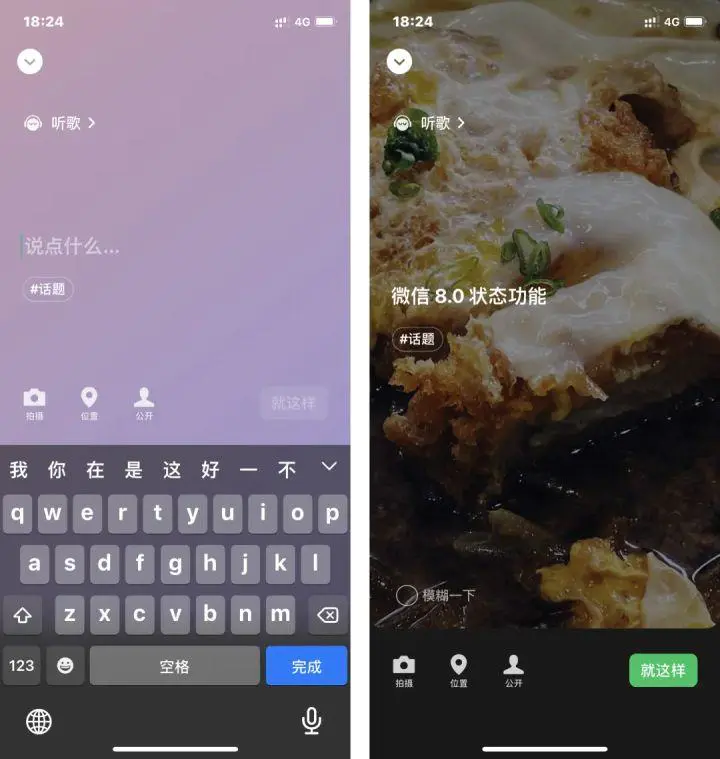 18:24
4G
听歌
说点什么...
#话题
拍摄
位置
公开
就这样
我 你 在 是 这 好 一 不
q w e r t y u i o p
a s d f g h j k l
z x c v b n m
123
空格
完成
18:24
4G
听歌
微信 8.0 状态功能
#话题
模糊一下
拍摄
位置
公开
就这样